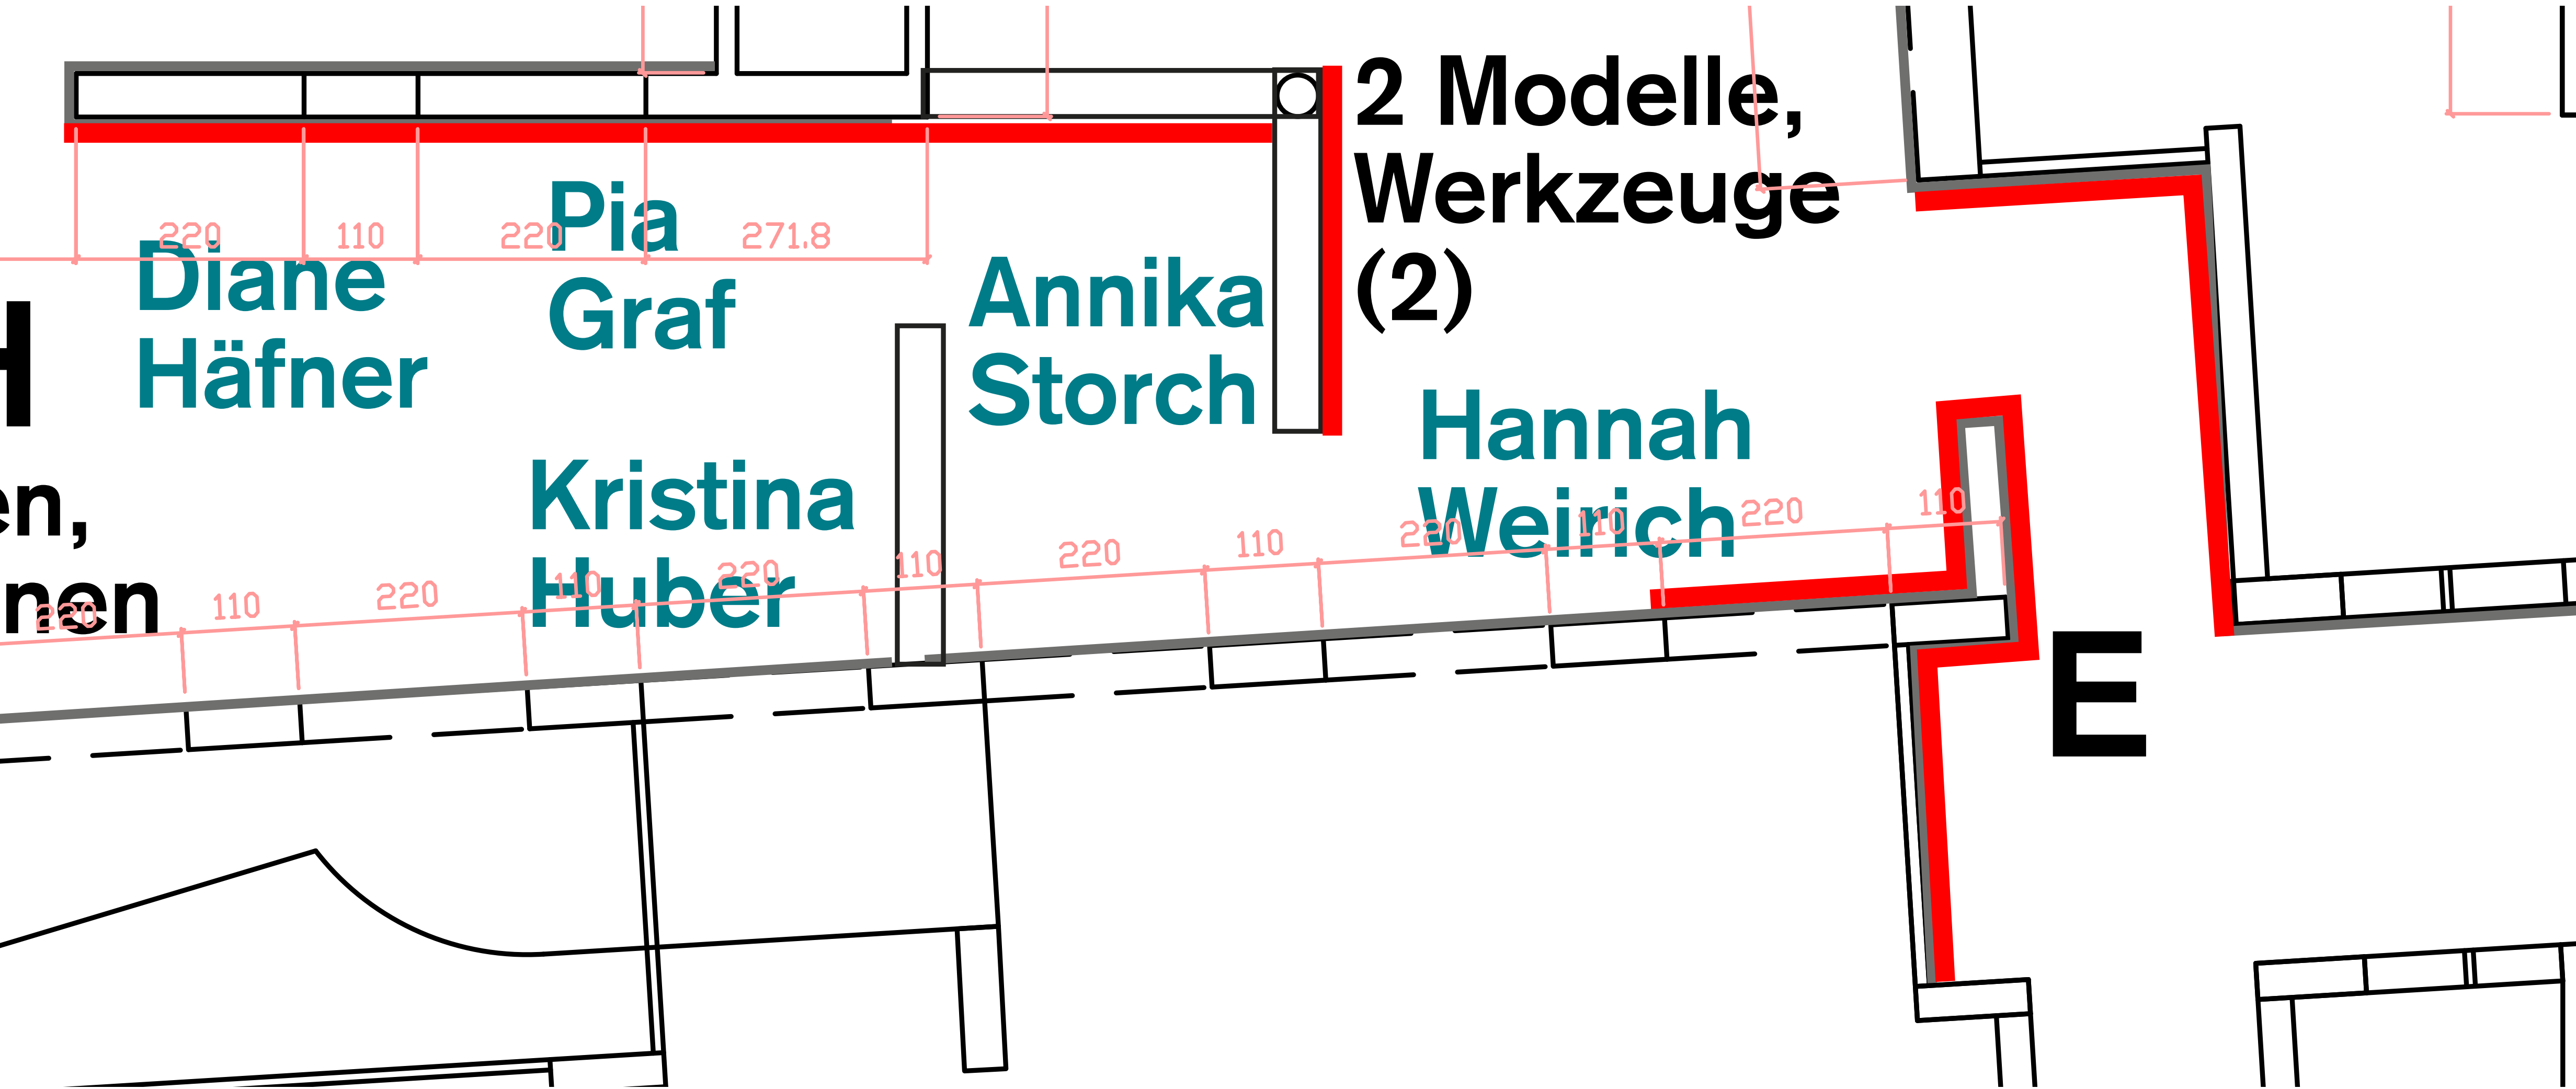 2 Modelle,
Werkzeuge
(2)
Pia
Graf
220
110
220
271.8
Diane
Häfner
Annika
Storch
H
en,
nen
Kristina
Huber
Hannah
Weirich
220
110
220
110
220
110
220
110
220
110
220
110
E